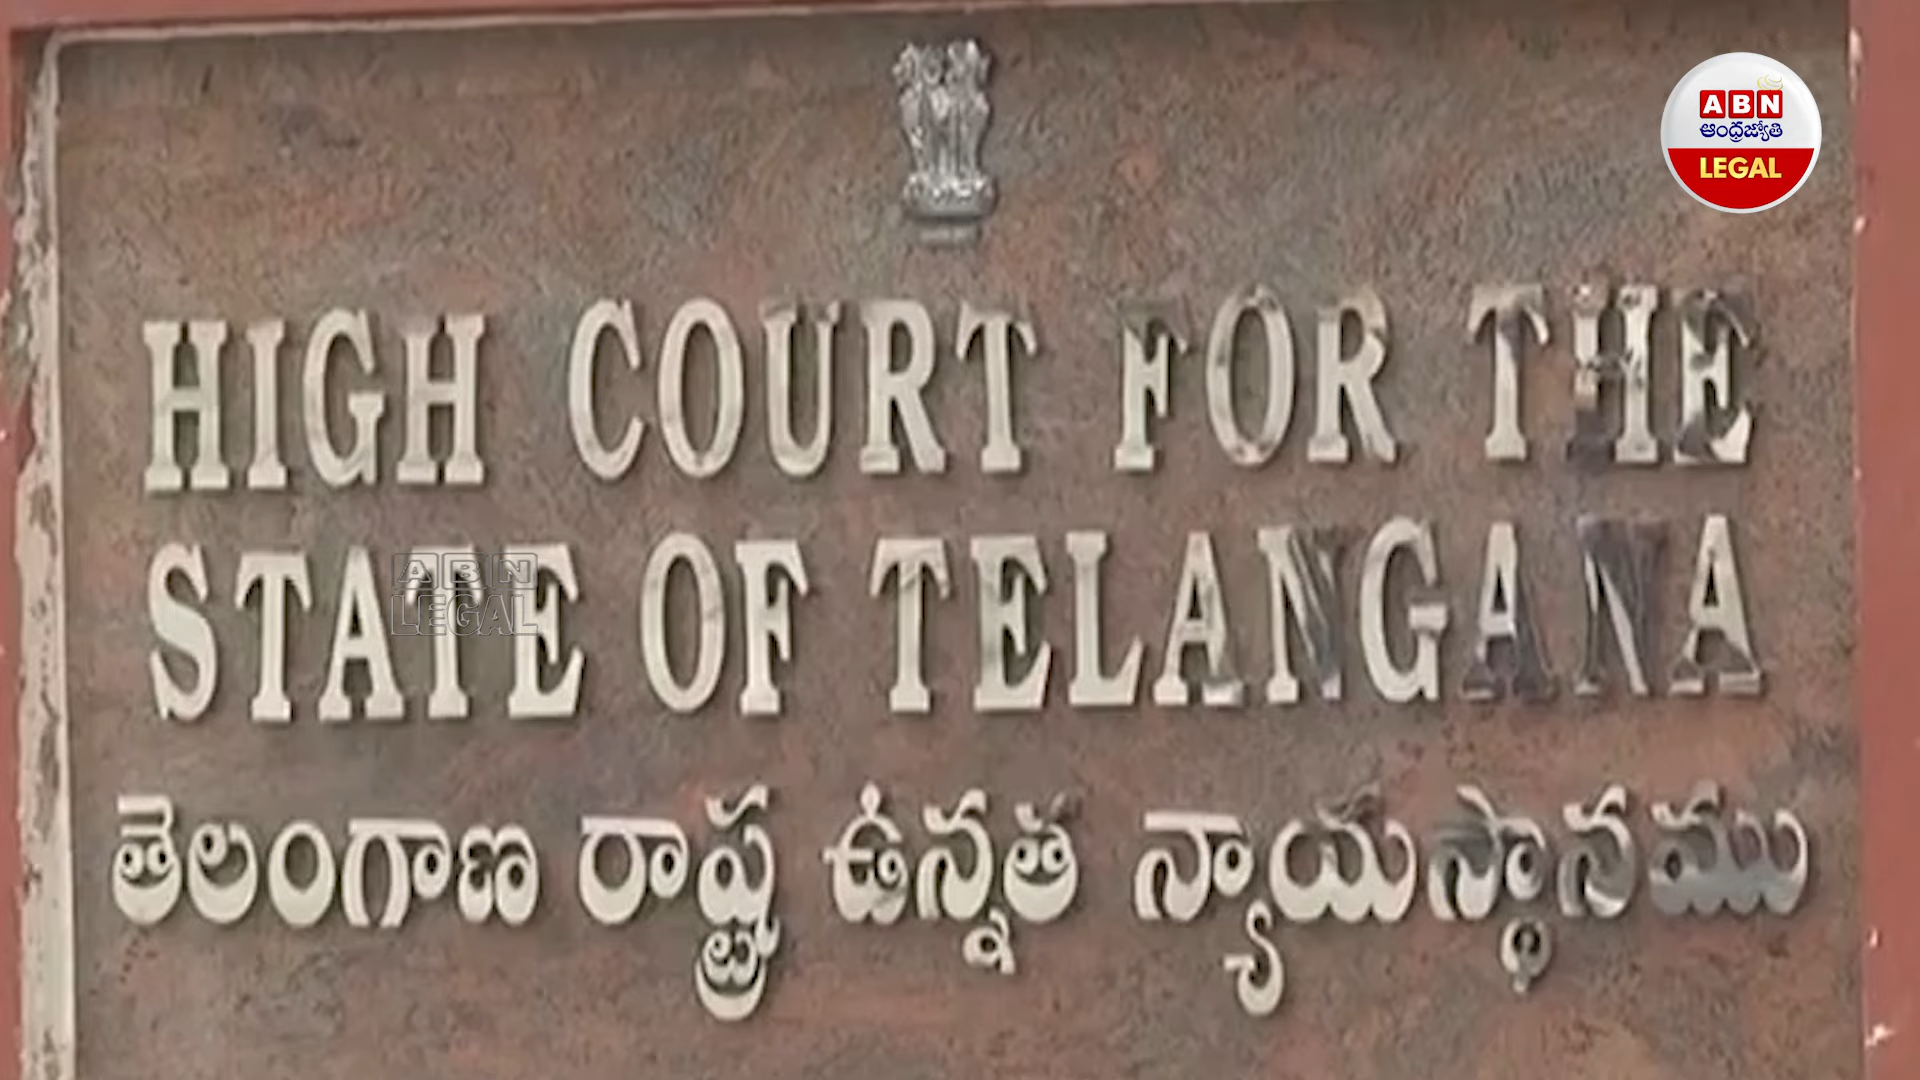 ABN
ఆంధ్రజ్యోతి
LEGAL
HIGH COURT FOR THE
STATE OF TELANGANA
ABN
LEGAL
తెలంగాణ రాష్ట్ర ఉన్నత న్యాయస్థానము